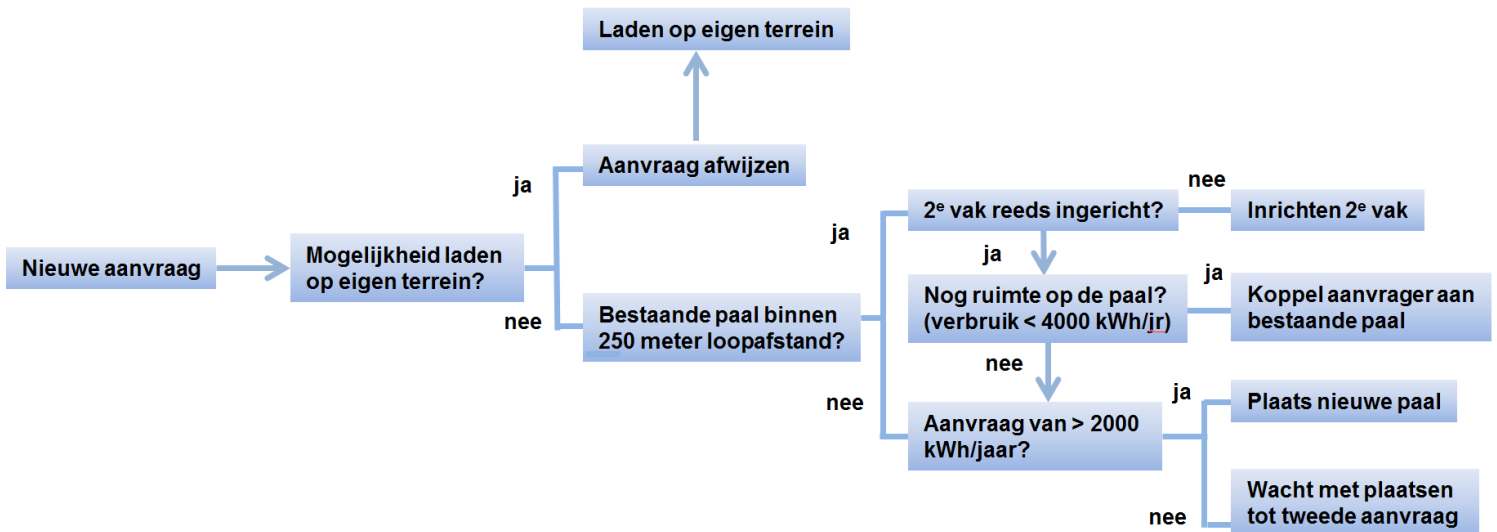 Laden op eigen terrein
Aanvraag afwijzen
ja
nee
2e vak reeds ingericht?
Inrichten 2e vak
ja
Nieuwe aanvraag
Mogelijkheid laden
op eigen terrein?
ja
ja
Nog ruimte op de paal?
(verbruik < 4000 kWh/jr)
Koppel aanvrager aan
bestaande paal
nee
Bestaande paal binnen
250 meter loopafstand?
nee
ja
nee
Aanvraag van > 2000
kWh/jaar?
Plaats nieuwe paal
nee
Wacht met plaatsen
tot tweede aanvraag